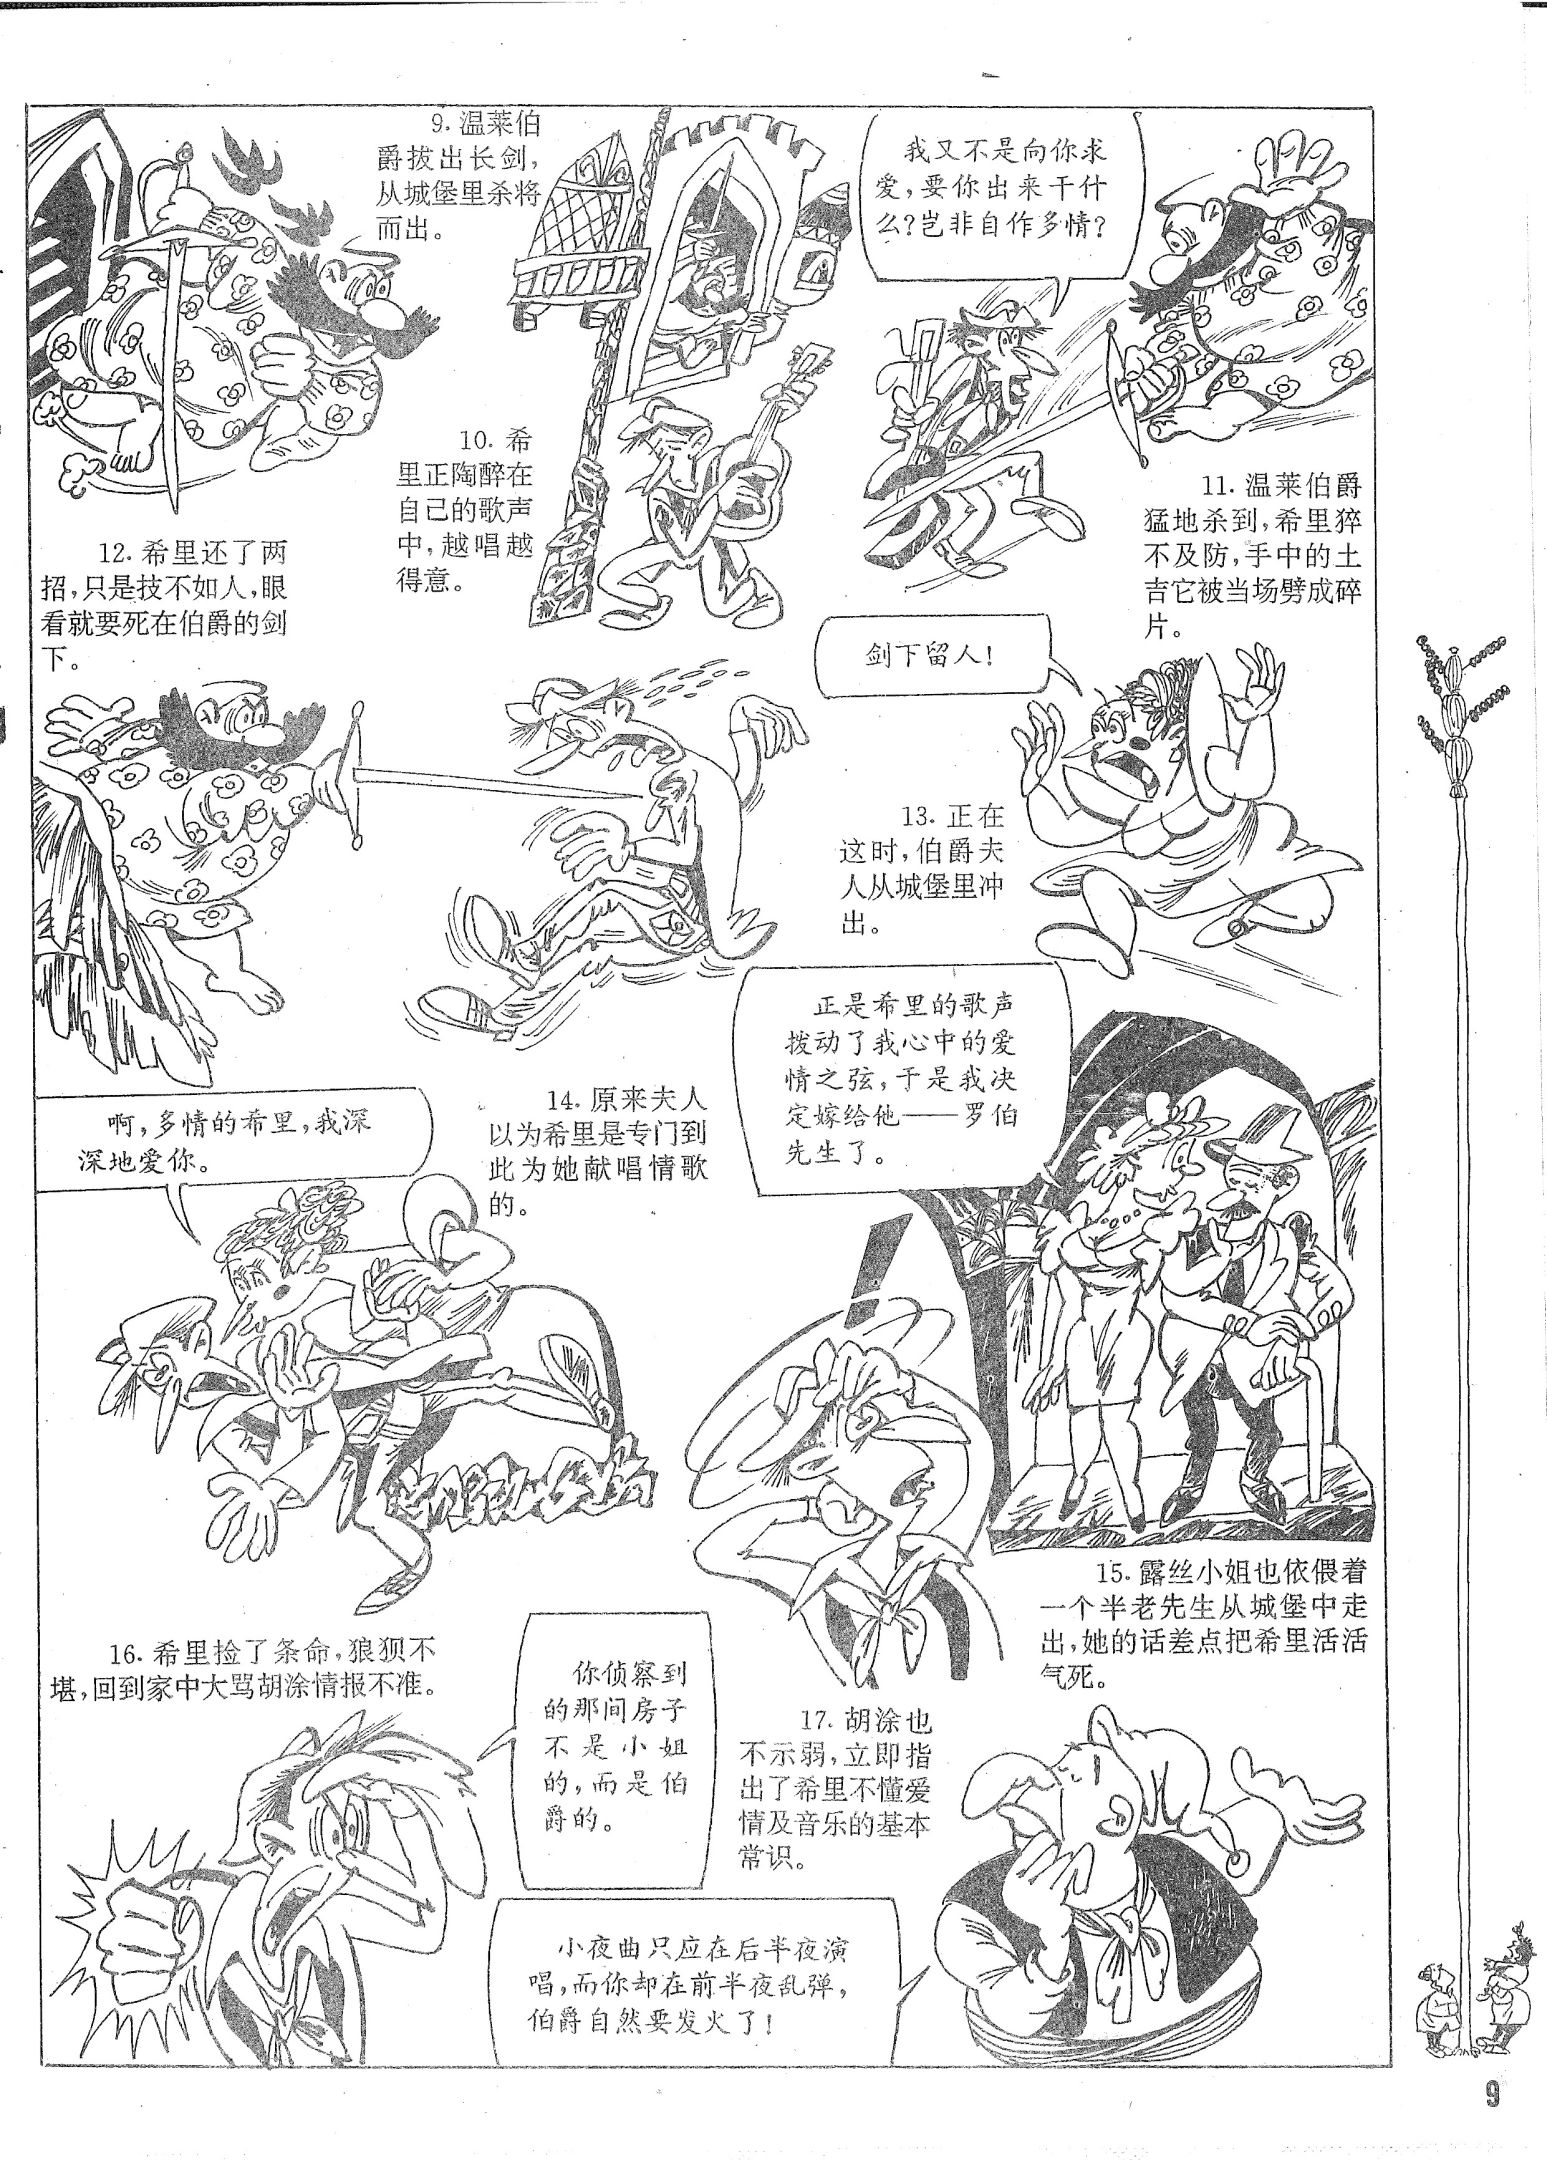 9. 温莱伯
爵拔出长剑，
从城堡里杀将
而出。
10. 希
里正陶醉在
自己的歌声
中，越唱越
得意。
我又不是向你求
爱，要你出来干什
么？岂非自作多情？
11. 温莱伯爵
猛地杀到，希里猝
不及防，手中的土
吉它被当场劈成碎
片。
12. 希里还了两
招，只是技不如人，眼
看就要死在伯爵的剑
下。
剑下留人！
13. 正在
这时，伯爵夫
人从城堡里冲
出。
啊，多情的希里，我深
深地爱你。
14. 原来夫人
以为希里是专门到
此为她献唱情歌
的。
正是希里的歌声
拨动了我心中的爱
情之弦，于是我决
定嫁给他——罗伯
先生了。
15. 露丝小姐也依偎着
一个半老先生从城堡中走
出，她的话差点把希里活活
气死。
16. 希里捡了条命，狼狈不
堪，回到家中大骂胡涂情报不准。
你侦察到
的那间房子
不是小姐
的，而是伯
爵的。
17. 胡涂也
不示弱，立即指
出了希里不懂爱
情及音乐的基本
常识。
小夜曲只应在后半夜演
唱，而你却在前半夜乱弹，
伯爵自然要发火了！
9